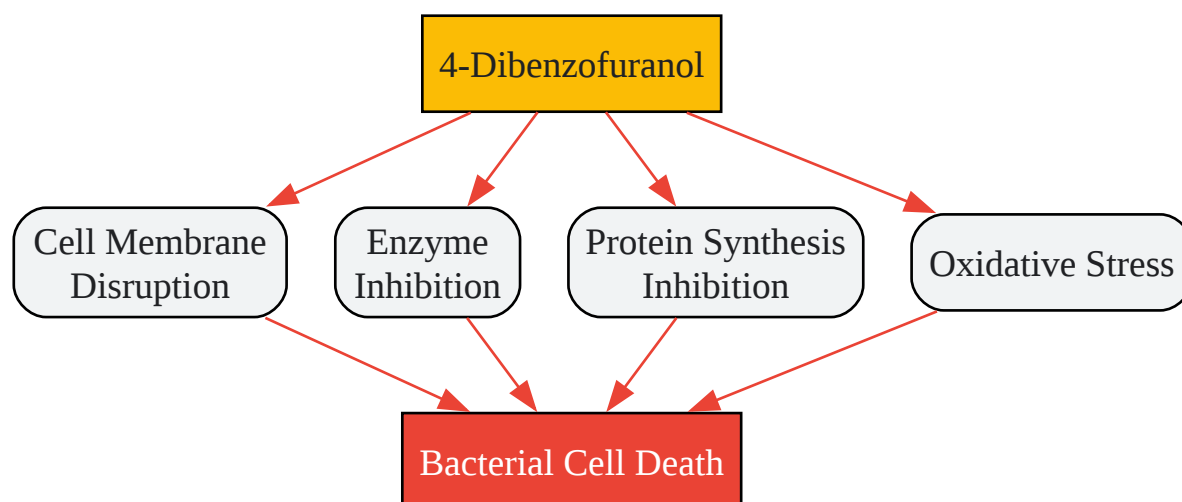 4-Dibenzofuranol
Cell Membrane
Disruption
Enzyme
Inhibition
Protein Synthesis
Inhibition
Oxidative Stress
Bacterial Cell Death